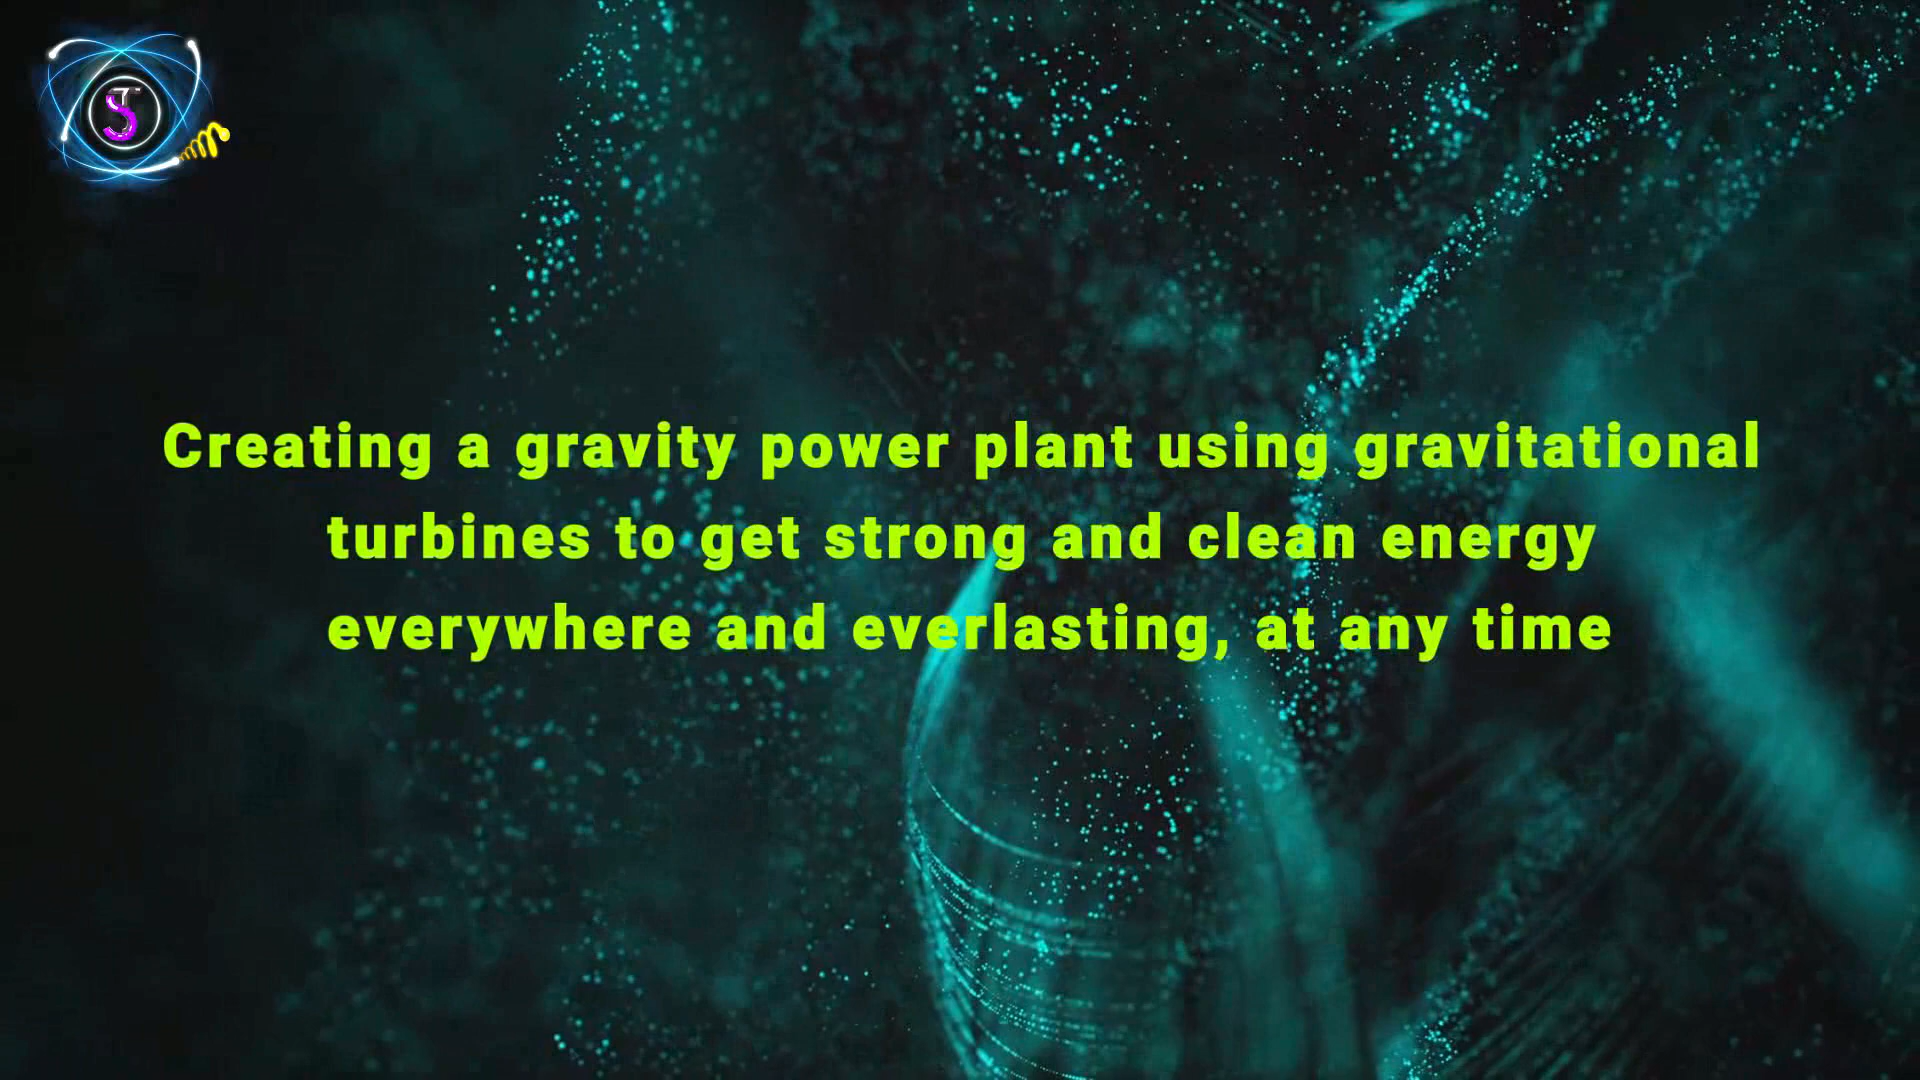 Creating a gravity power plant using gravitational
turbines to get strong and clean energy
everywhere and everlasting, at any time